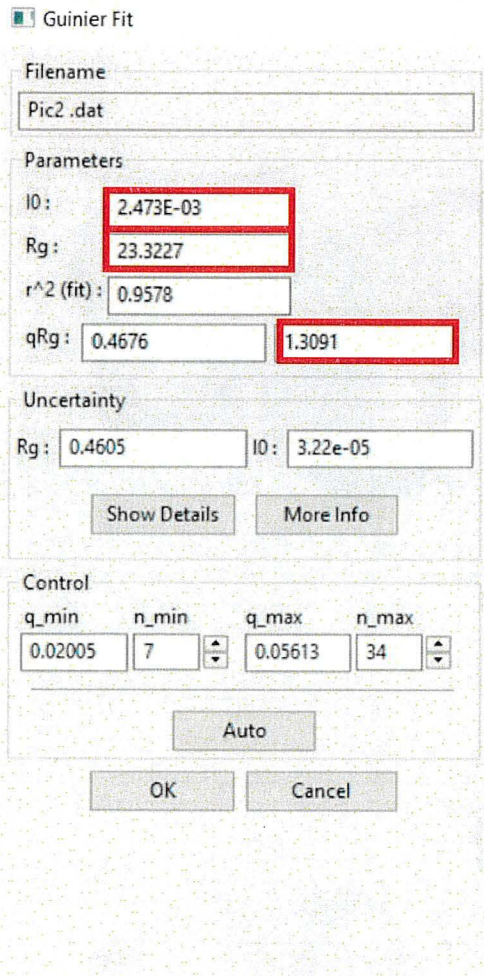 Guinier Fit
Filename
Pic2 .dat
Parameters
I0 : 2.473E-03
Rg : 23.3227
r^2 (fit) : 0.9578
qRg : 0.4676 1.3091
Uncertainty
Rg : 0.4605 I0 : 3.22e-05
Show Details More Info
Control
q_min n_min q_max n_max
0.02005 7 0.05613 34
Auto
OK Cancel